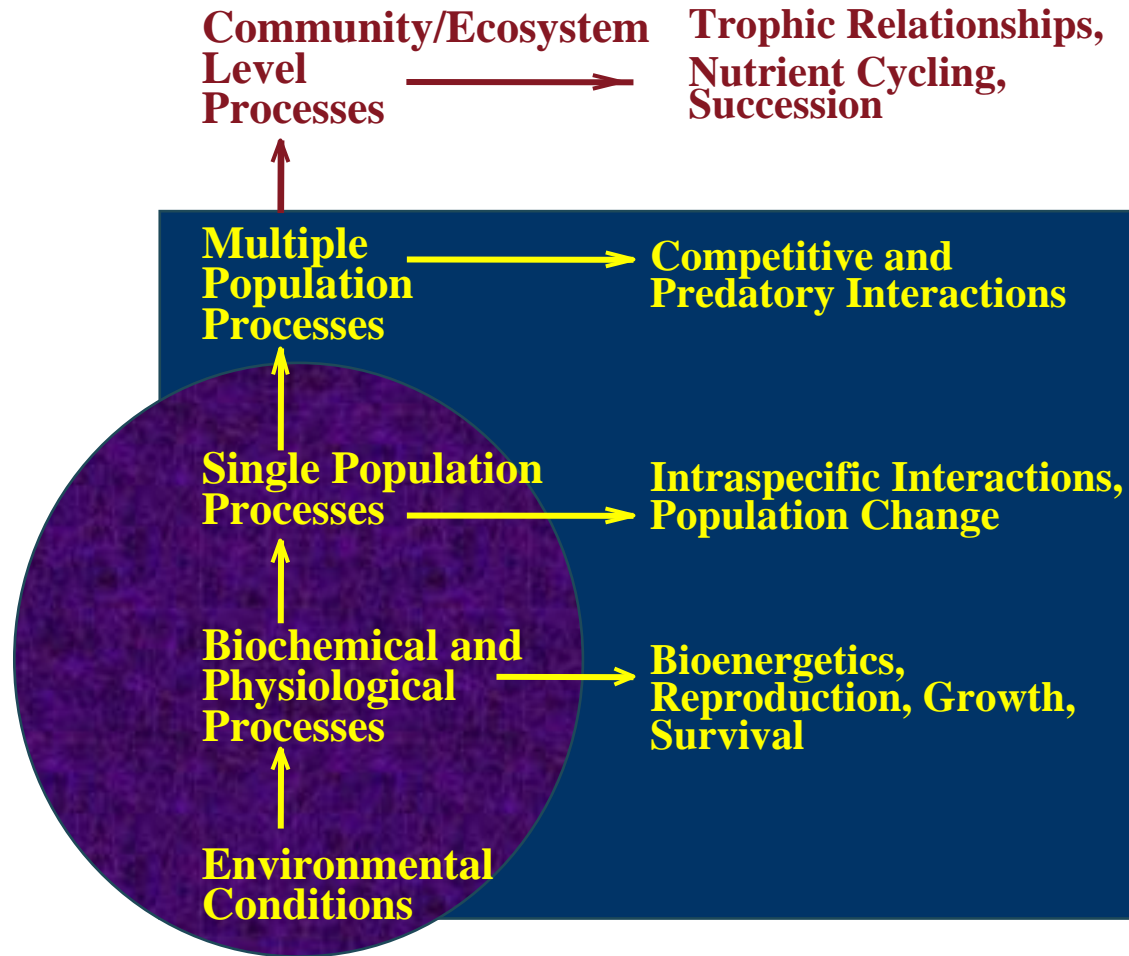 Community/Ecosystem
Level
Processes
Trophic Relationships,
Nutrient Cycling,
Succession
Multiple
Population
Processes
Competitive and
Predatory Interactions
Single Population
Processes
Intraspecific Interactions,
Population Change
Biochemical and
Physiological
Processes
Bioenergetics,
Reproduction, Growth,
Survival
Environmental
Conditions